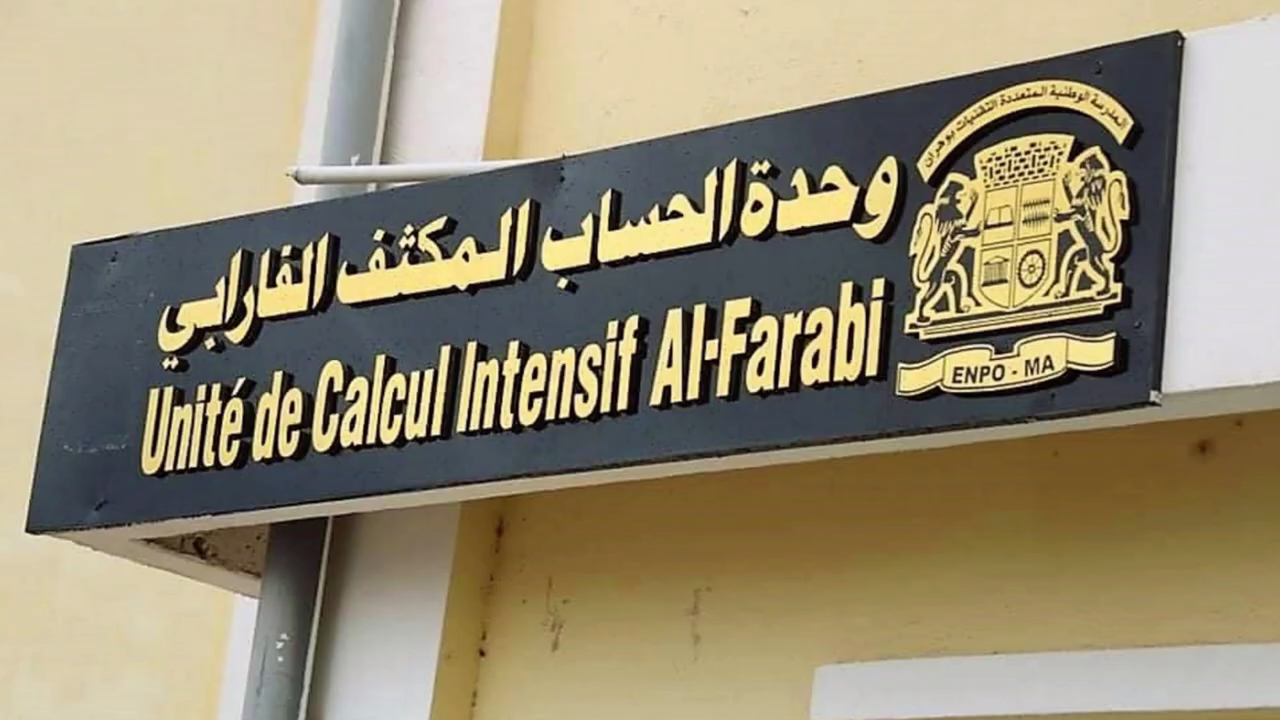 المدرسة الوطنية المتعددة التقنيات بوهران
وحدة الحساب المكثف الفارابي
Unité de Calcul Intensif Al-Farabi
ENPO - MA